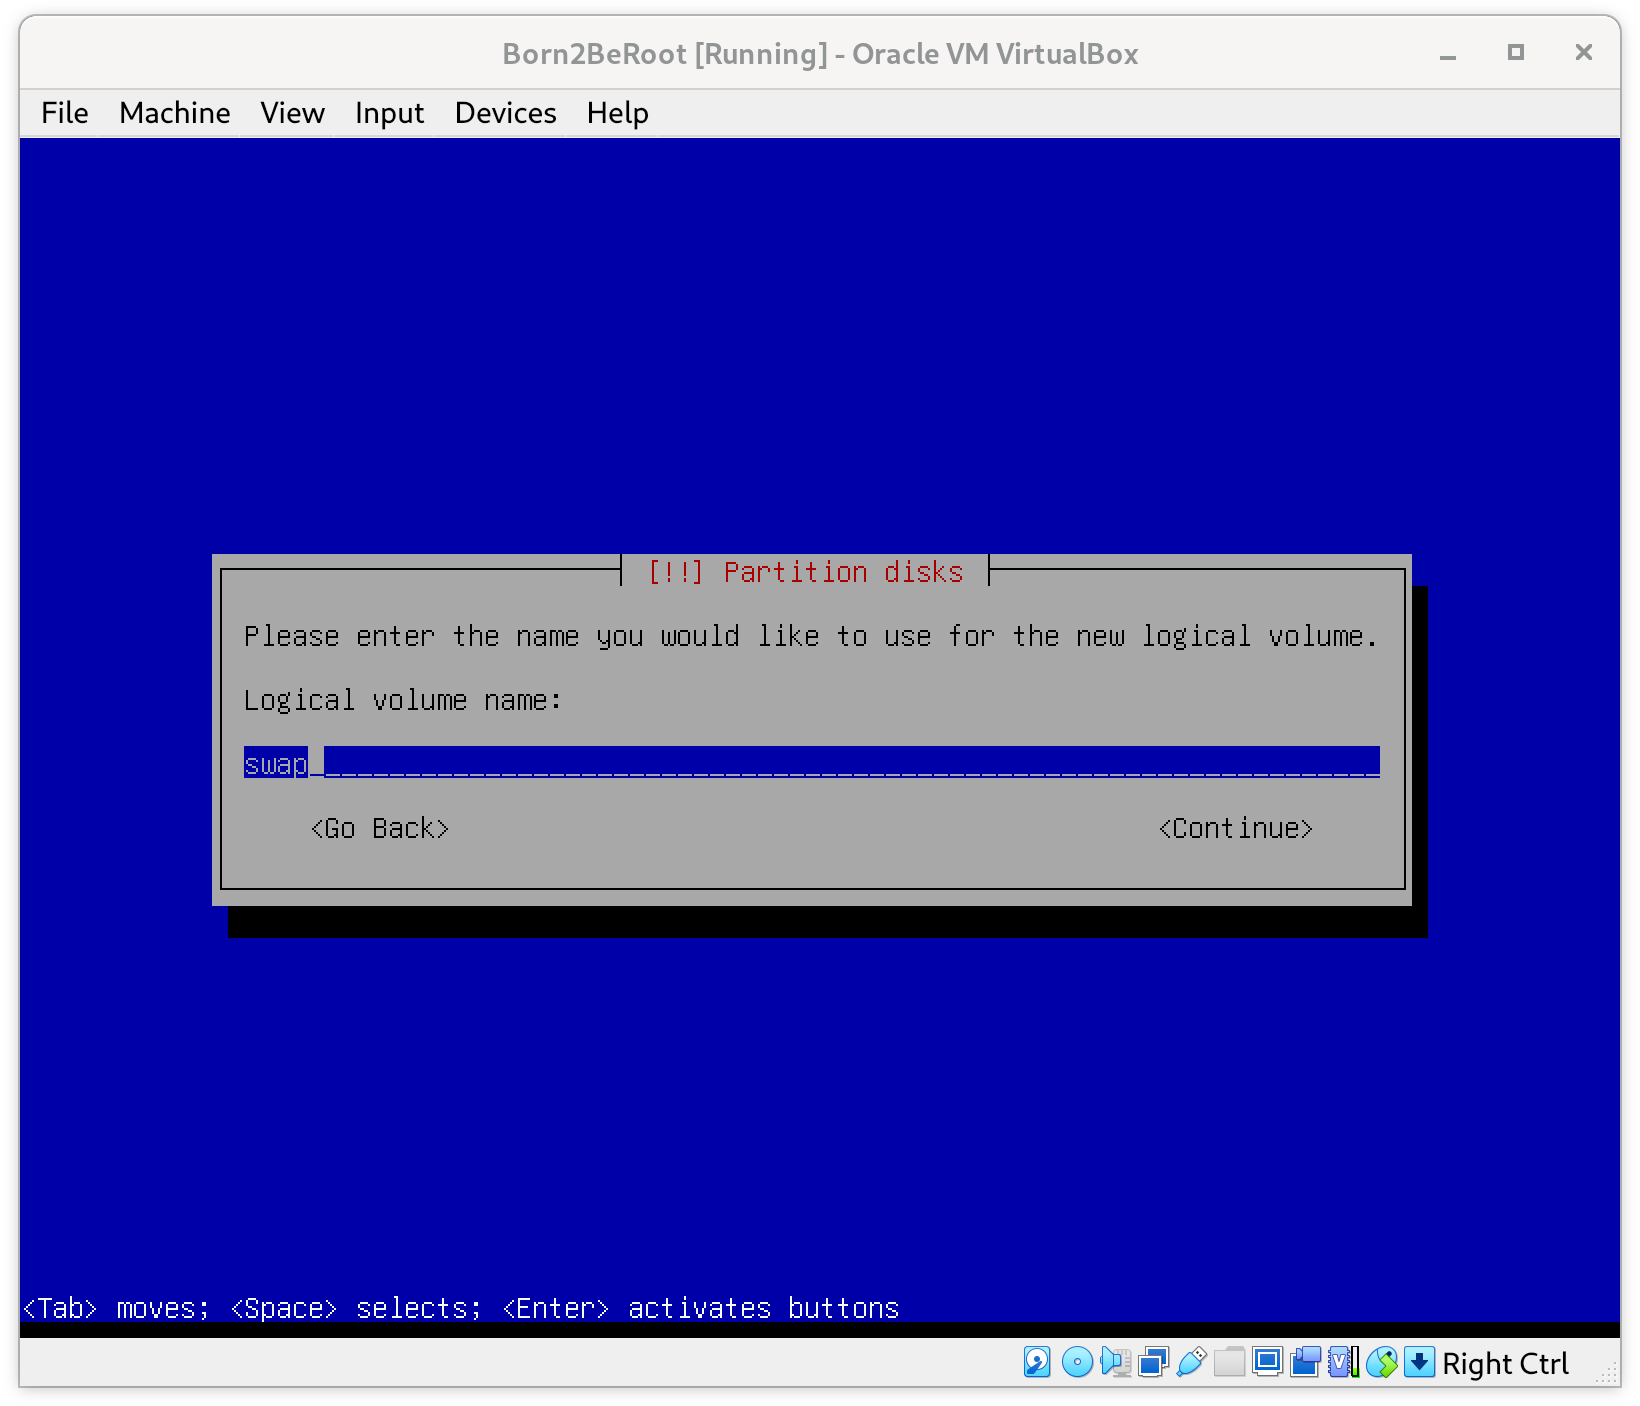 Born2BeRoot [Running] - Oracle VM VirtualBox
File Machine View Input Devices Help
[!!] Partition disks
Please enter the name you would like to use for the new logical volume.
Logical volume name:
swap
<Go Back> <Continue>
<Tab> moves; <Space> selects; <Enter> activates buttons
Right Ctrl